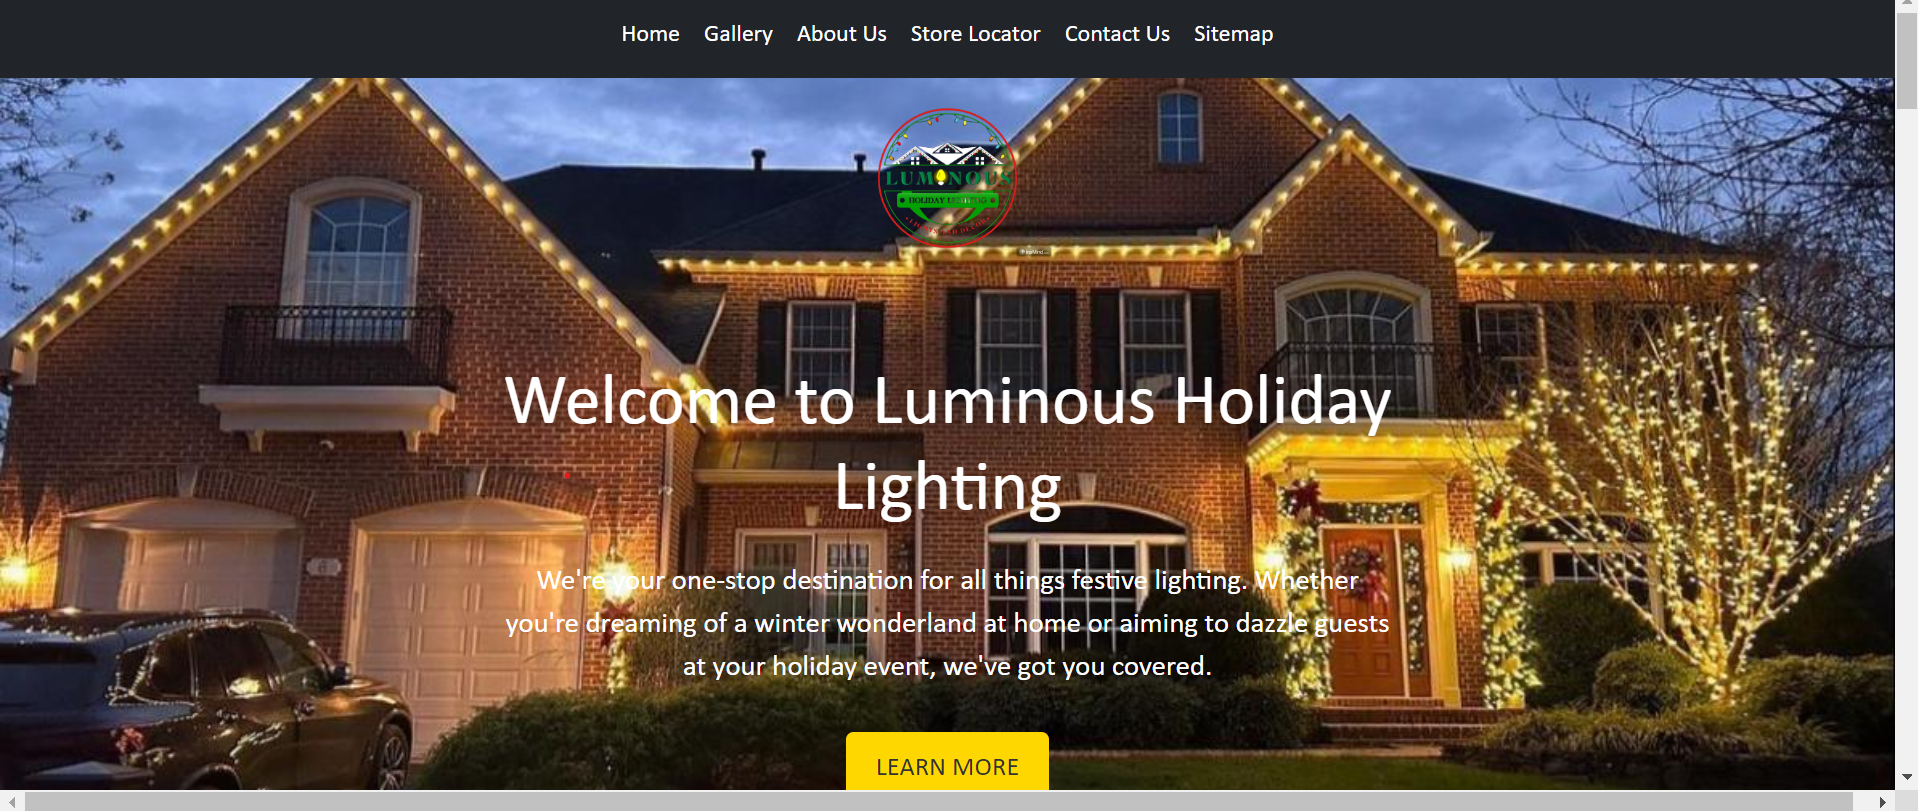 Home Gallery About Us Store Locator Contact Us Sitemap
LUMINOUS
HOLIDAY LIGHTING
Welcome to Luminous Holiday
Lighting
We're your one-stop destination for all things festive lighting. Whether
you're dreaming of a winter wonderland at home or aiming to dazzle guests
at your holiday event, we've got you covered.
LEARN MORE